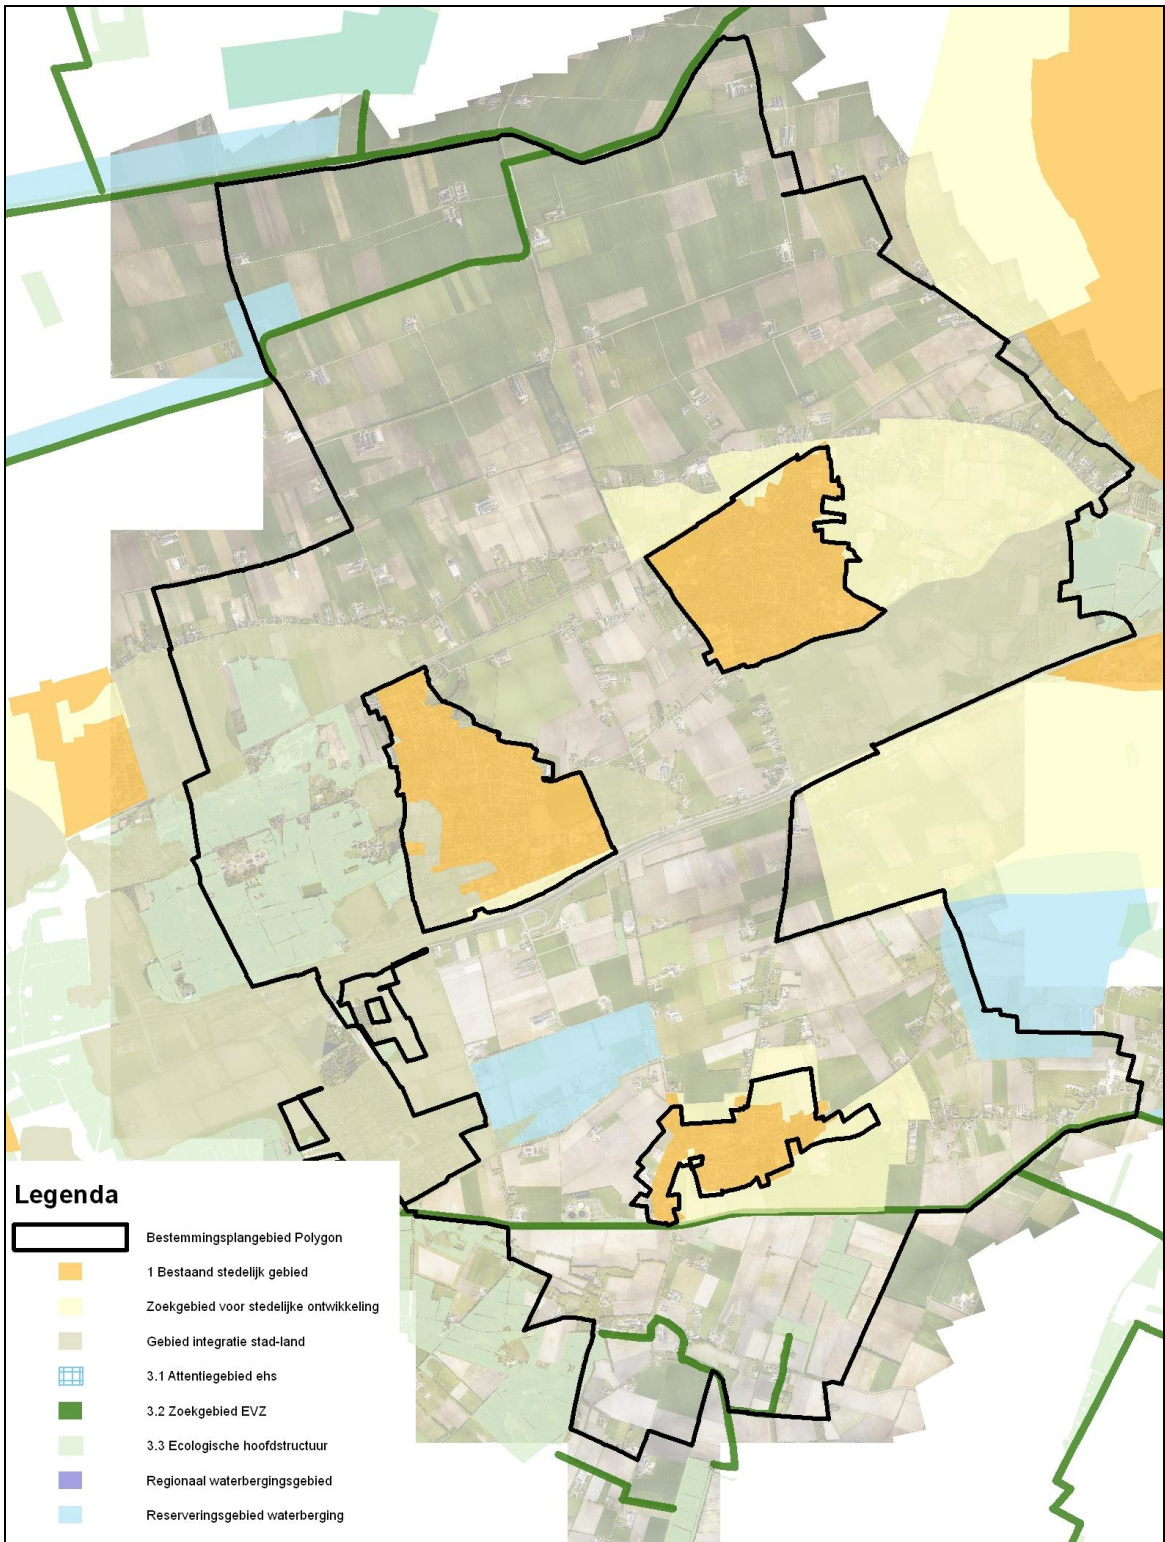 Legenda
Bestemmingsplangebied Polygon
1 Bestaand stedelijk gebied
Zoekgebied voor stedelijke ontwikkeling
Gebied integratie stad-land
3.1 Attentiegebied ehs
3.2 Zoekgebied EVZ
3.3 Ecologische hoofdstructuur
Regionaal waterbergingsgebied
Reserveringsgebied waterberging